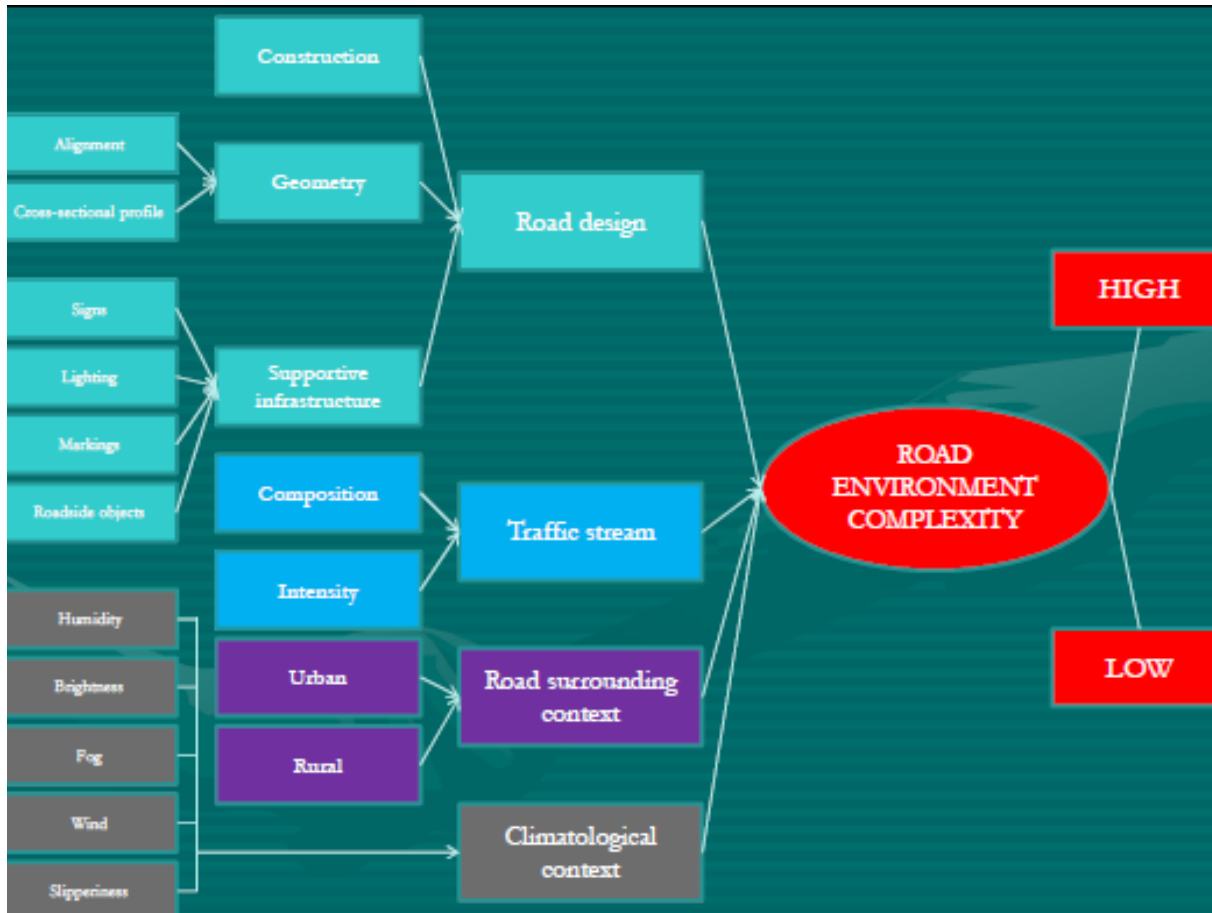 Construction
Alignment
Geometry
Cross-sectional profile
Road design
Signs
HIGH
Lighting
Supportive
infrastructure
Markings
Roadside objects
Composition
ROAD
ENVIRONMENT
COMPLEXITY
Traffic stream
Intensity
Humidity
Urban
Brightness
Road surrounding
context
LOW
Rural
Fog
Wind
Climatological
context
Slipperiness